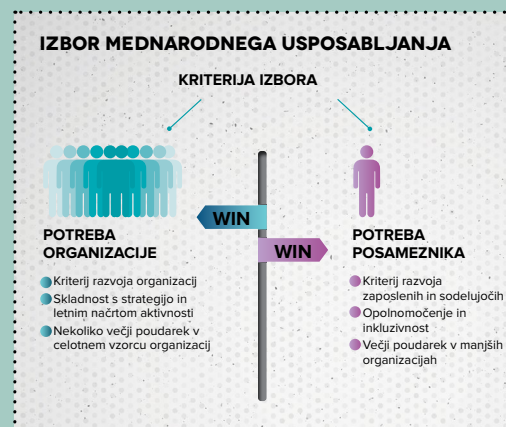 IZBOR MEDNARODNEGA USPOSABLJANJA
KRITERIJA IZBORA
WIN
WIN
POTREBA
ORGANIZACIJE
Kriterij razvoja organizacij
Skladnost s strategijo in
letnim načrtom aktivnosti
Nekoliko večji poudarek v
celotnem vzorcu organizacij
POTREBA
POSAMEZNIKA
Kriterij razvoja
zaposlenih in sodelujočih
Opolnomočenje in
inkluzivnost
Večji poudarek v manjših
organizacijah